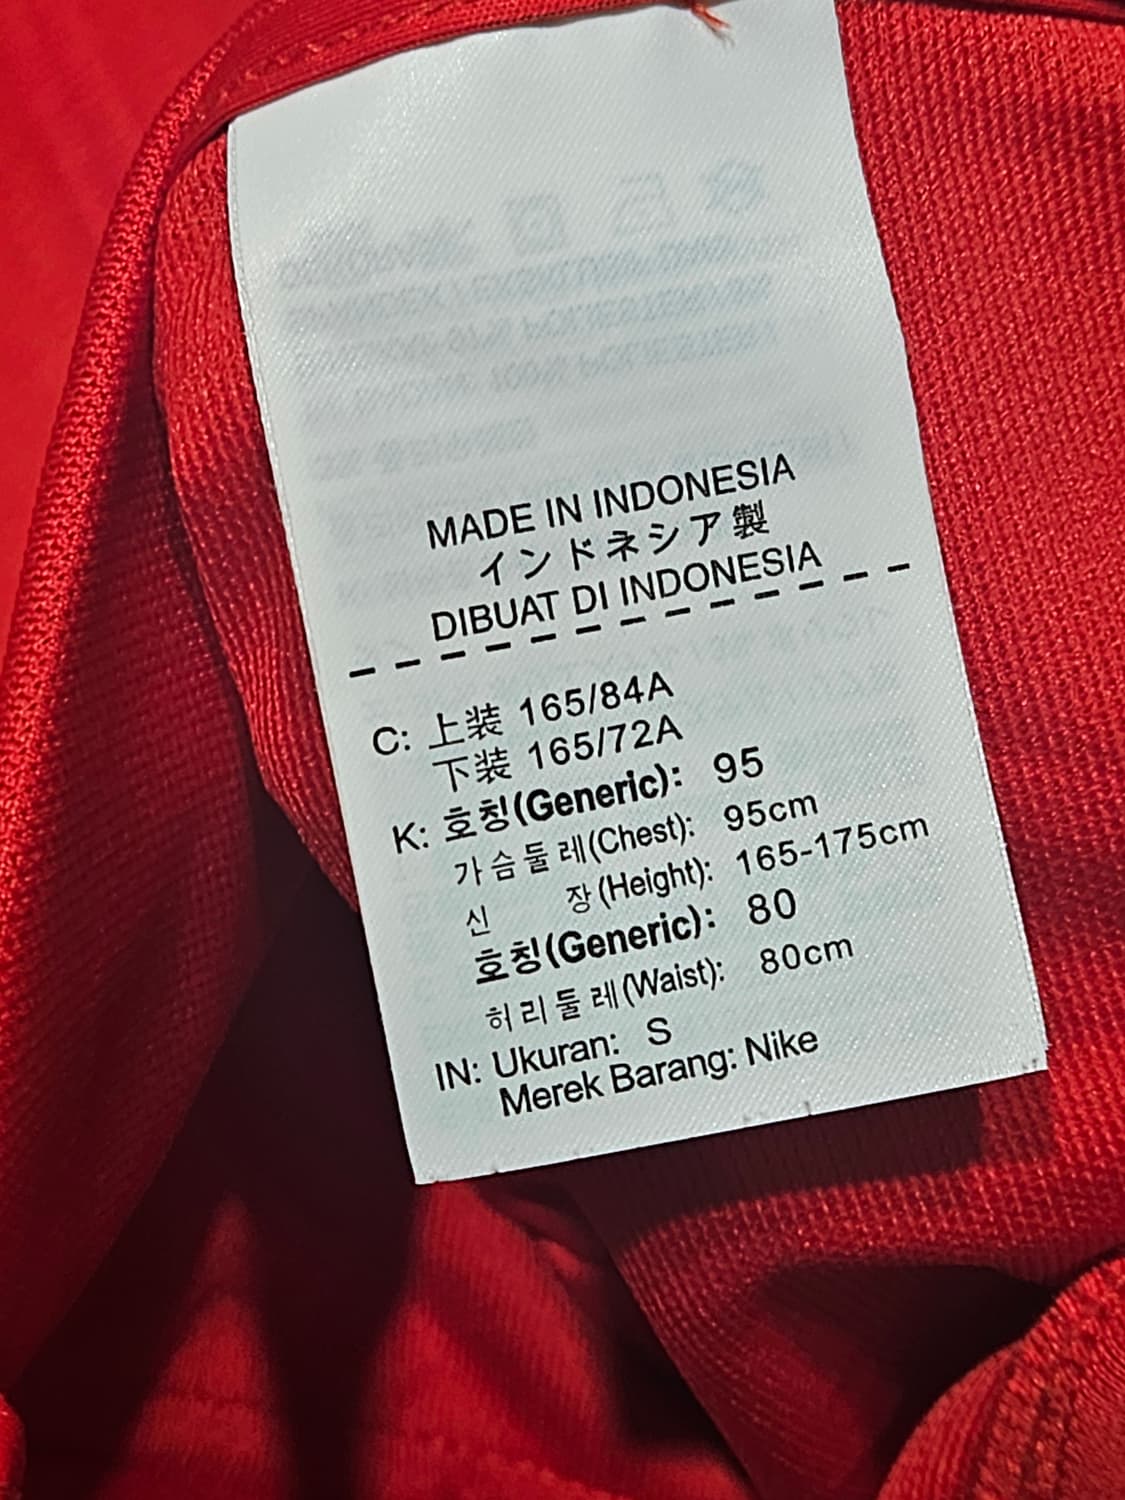 MADE IN INDONESIA
インドネシア製
DIBUAT DI INDONESIA
C: 上装 165/84A
下装 165/72A
K: 호칭(Generic): 95
가슴둘레(Chest): 95cm
신 장(Height): 165-175cm
호칭(Generic): 80
허리둘레(Waist): 80cm
IN: Ukuran: S
Merek Barang: Nike